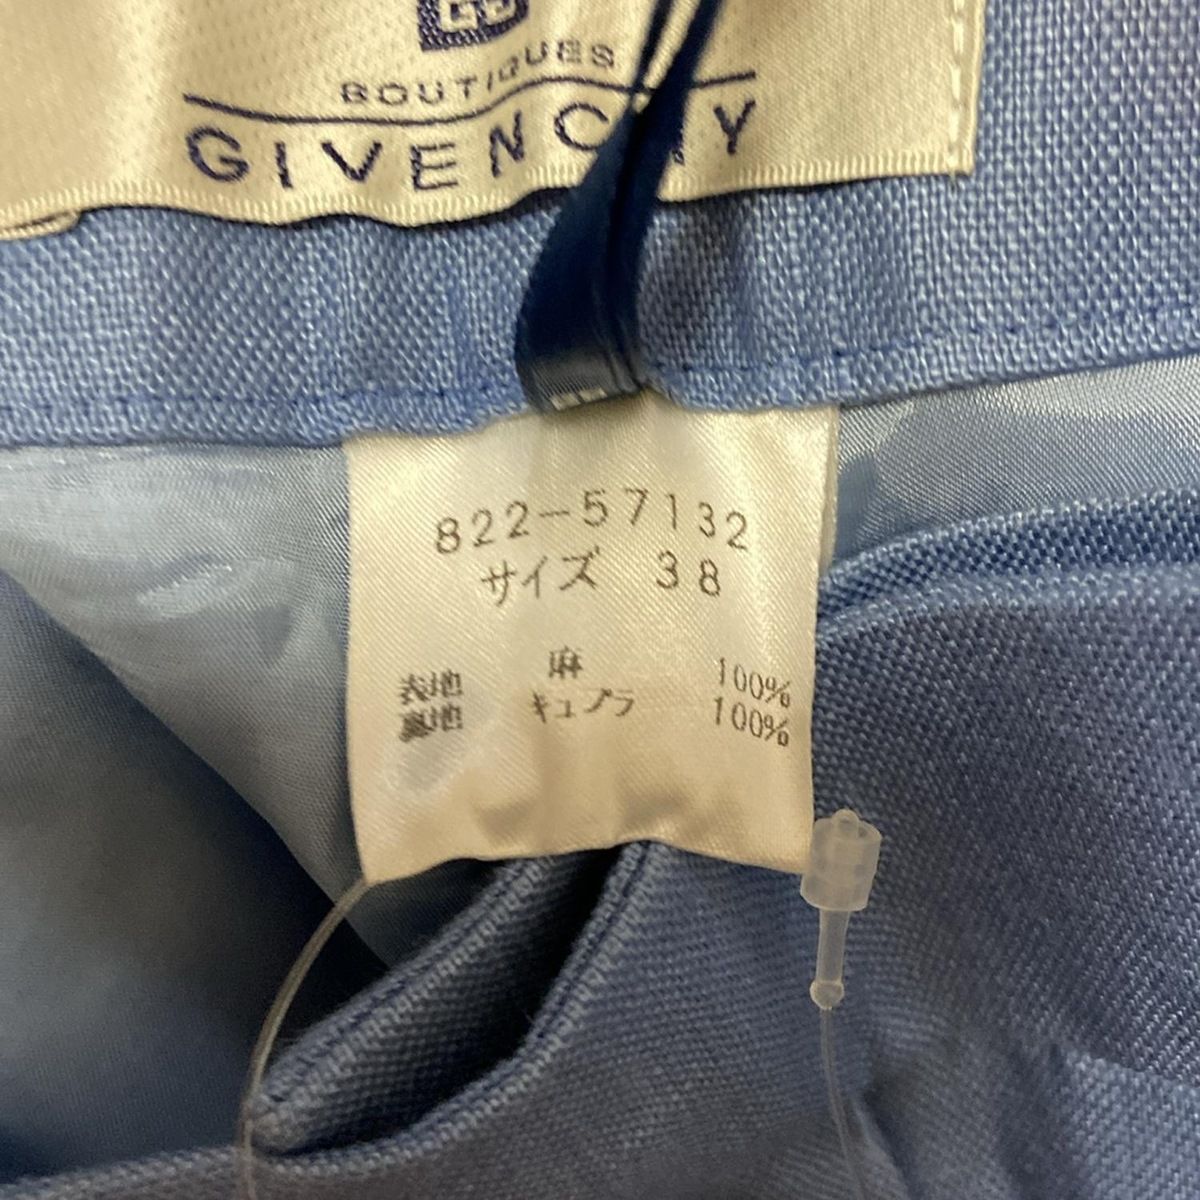 BOUTIQUES
GIVENCHY
822-57132
サイズ 38
表地 麻 100%
裏地 キュプラ 100%